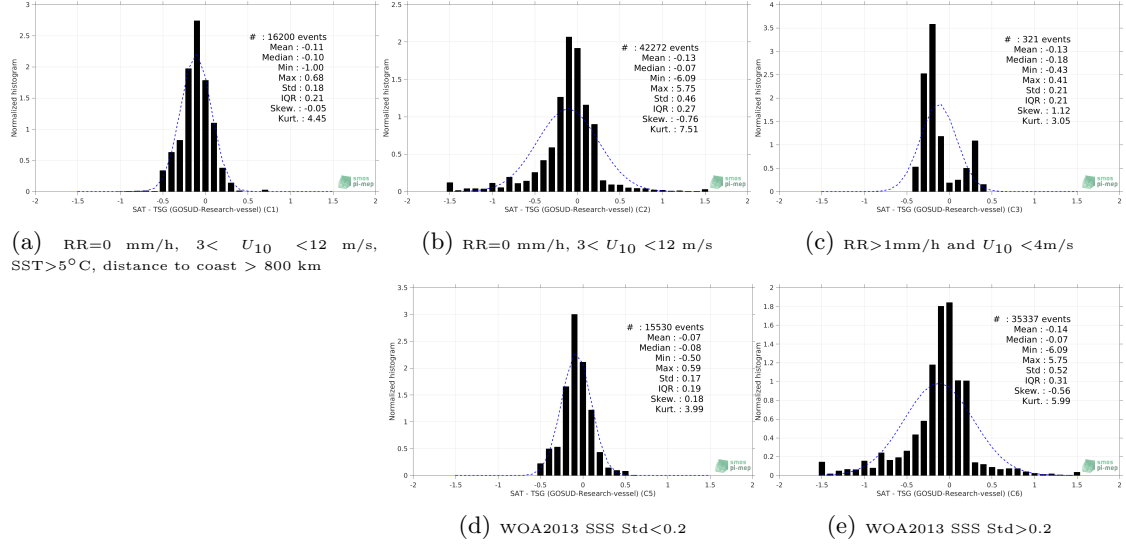 3
2.5
2
1.5
1
0.5
0
-2 -1.5 -1 -0.5 0 0.5 1 1.5 2
Normalized histogram
# : 16200 events
Mean : -0.11
Median : -0.10
Min : -1.00
Max : 0.68
Std : 0.18
IQR : 0.21
Skew. : -0.05
Kurt. : 4.45
smos
pi-mep
SAT - TSG (GOSUD-Research-vessel) (C1)
(a) RR=0 mm/h, 3< U10 <12 m/s,
SST>5°C, distance to coast > 800 km
2.5
2
1.5
1
0.5
0
-2 -1.5 -1 -0.5 0 0.5 1 1.5 2
Normalized histogram
# : 42272 events
Mean : -0.13
Median : -0.07
Min : -6.09
Max : 5.75
Std : 0.46
IQR : 0.27
Skew. : -0.76
Kurt. : 7.51
smos
pi-mep
SAT - TSG (GOSUD-Research-vessel) (C2)
(b) RR=0 mm/h, 3< U10 <12 m/s
4
3.5
3
2.5
2
1.5
1
0.5
0
-2 -1.5 -1 -0.5 0 0.5 1 1.5 2
Normalized histogram
# : 321 events
Mean : -0.13
Median : -0.18
Min : -0.43
Max : 0.41
Std : 0.21
IQR : 0.21
Skew. : 1.12
Kurt. : 3.05
smos
pi-mep
SAT - TSG (GOSUD-Research-vessel) (C3)
(c) RR>1mm/h and U10 <4m/s
3.5
3
2.5
2
1.5
1
0.5
0
-2 -1.5 -1 -0.5 0 0.5 1 1.5 2
Normalized histogram
# : 15530 events
Mean : -0.07
Median : -0.08
Min : -0.50
Max : 0.59
Std : 0.17
IQR : 0.19
Skew. : 0.18
Kurt. : 3.99
smos
pi-mep
SAT - TSG (GOSUD-Research-vessel) (C5)
(d) WOA2013 SSS Std<0.2
2
1.8
1.6
1.4
1.2
1
0.8
0.6
0.4
0.2
0
-2 -1.5 -1 -0.5 0 0.5 1 1.5 2
Normalized histogram
# : 35337 events
Mean : -0.14
Median : -0.07
Min : -6.09
Max : 5.75
Std : 0.52
IQR : 0.31
Skew. : -0.56
Kurt. : 5.99
smos
pi-mep
SAT - TSG (GOSUD-Research-vessel) (C6)
(e) WOA2013 SSS Std>0.2